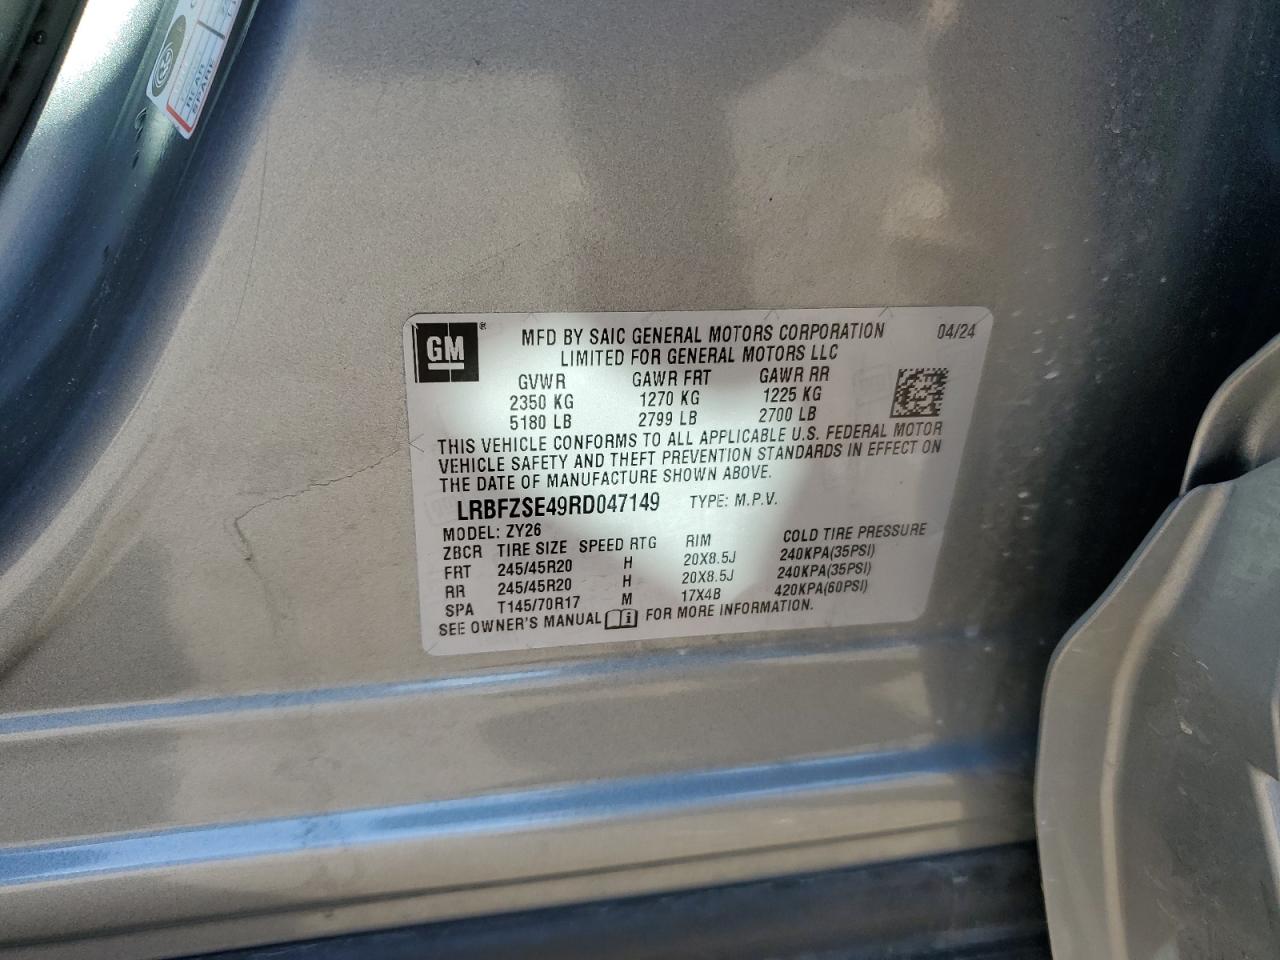 REAR
SPARE
GM ®
MFD BY SAIC GENERAL MOTORS CORPORATION 04/24
LIMITED FOR GENERAL MOTORS LLC
GVWR GAWR FRT GAWR RR
2350 KG 1270 KG 1225 KG
5180 LB 2799 LB 2700 LB
THIS VEHICLE CONFORMS TO ALL APPLICABLE U.S. FEDERAL MOTOR
VEHICLE SAFETY AND THEFT PREVENTION STANDARDS IN EFFECT ON
THE DATE OF MANUFACTURE SHOWN ABOVE.
LRBFZSE49RD047149 TYPE: M.P.V.
MODEL: ZY26
ZBCR TIRE SIZE SPEED RTG RIM COLD TIRE PRESSURE
FRT 245/45R20 H 20X8.5J 240KPA(35PSI)
RR 245/45R20 H 20X8.5J 240KPA(35PSI)
SPA T145/70R17 M 17X4B 420KPA(60PSI)
SEE OWNER'S MANUAL i FOR MORE INFORMATION.